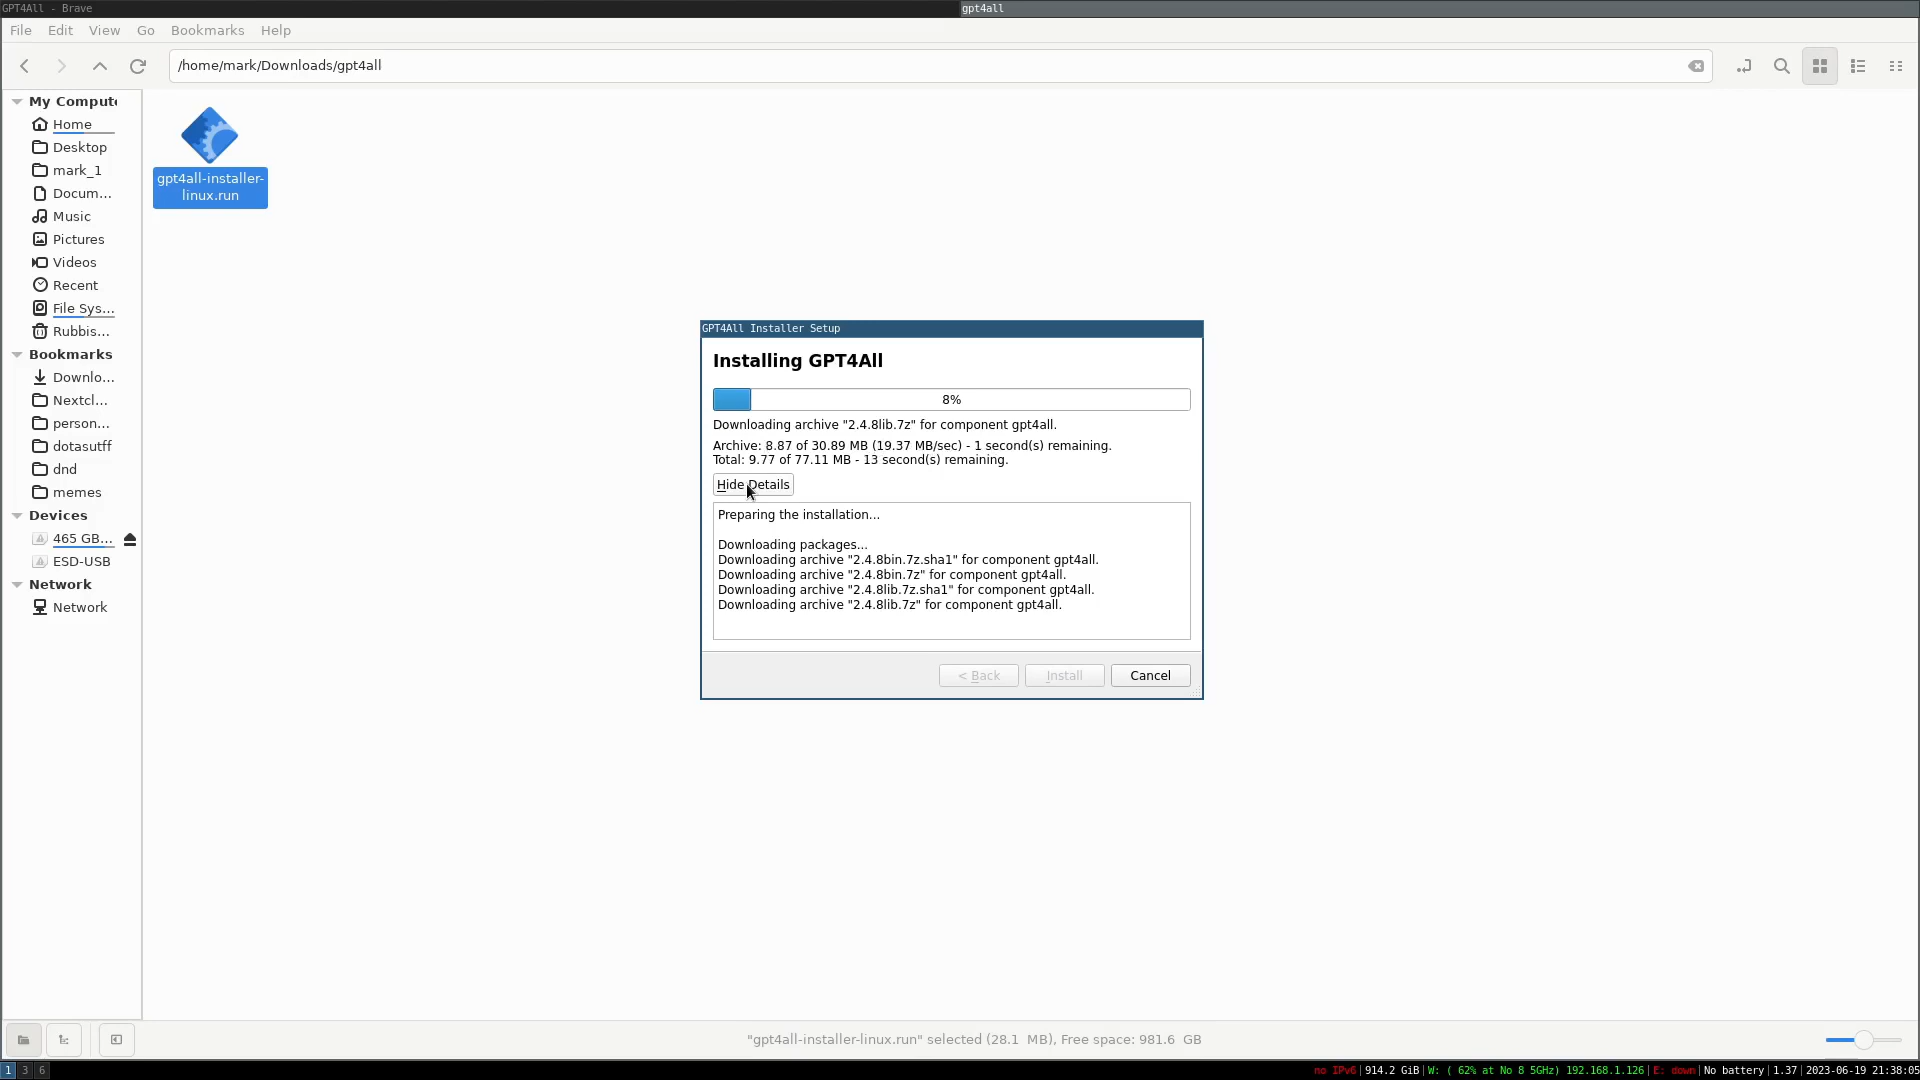 GPT4All - Brave
gpt4all
File Edit View Go Bookmarks Help
/home/mark/Downloads/gpt4all
My Comput
Home
Desktop
mark_1
Docum...
Music
Pictures
Videos
Recent
File Sys...
Rubbis...
Bookmarks
Downlo...
Nextcl...
person...
dotasutff
dnd
memes
Devices
465 GB...
ESD-USB
Network
Network
gpt4all-installer-
linux.run
GPT4All Installer Setup
Installing GPT4All
8%
Downloading archive "2.4.8lib.7z" for component gpt4all.
Archive: 8.87 of 30.89 MB (19.37 MB/sec) - 1 second(s) remaining.
Total: 9.77 of 77.11 MB - 13 second(s) remaining.
Hide Details
Preparing the installation...
Downloading packages...
Downloading archive "2.4.8bin.7z.sha1" for component gpt4all.
Downloading archive "2.4.8bin.7z" for component gpt4all.
Downloading archive "2.4.8lib.7z.sha1" for component gpt4all.
Downloading archive "2.4.8lib.7z" for component gpt4all.
< Back Install Cancel
"gpt4all-installer-linux.run" selected (28.1 MB), Free space: 981.6 GB
1 3 6 no IPv6|914.2 GiB|W: ( 62% at No 8 5GHz) 192.168.1.126|E: down|No battery|1.37|2023-06-19 21:38:05